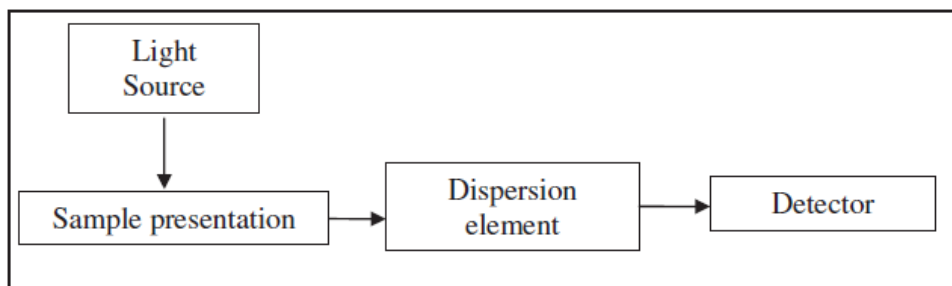 Light
Source
Sample presentation
Dispersion
element
Detector